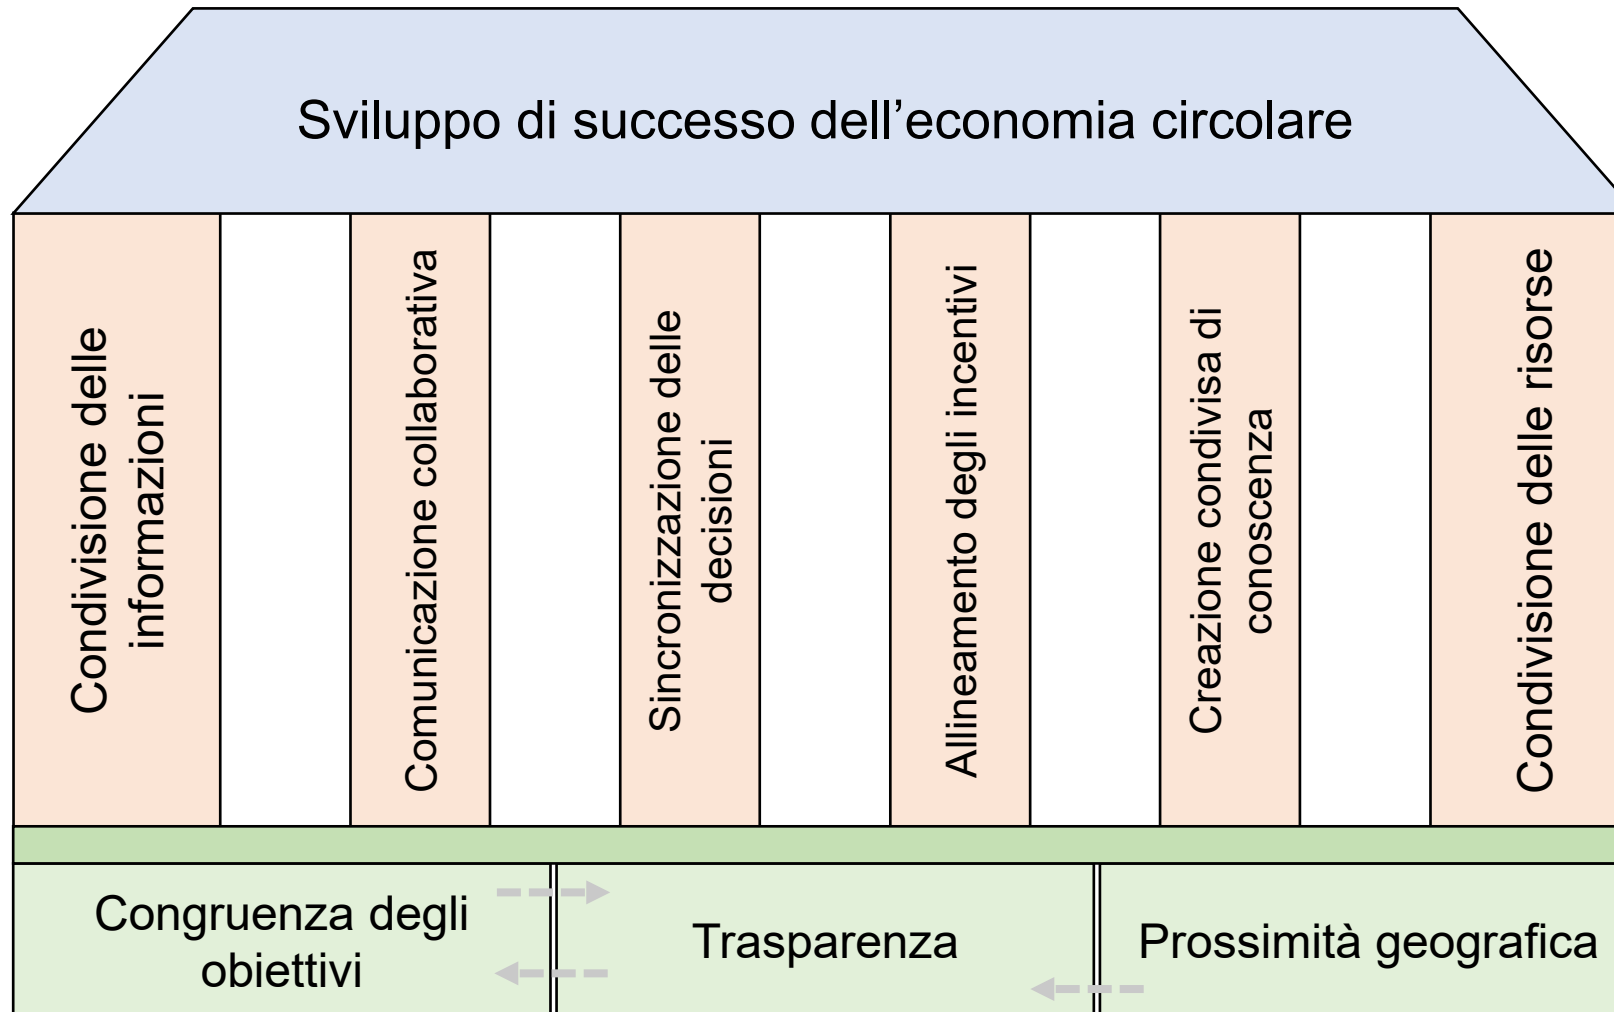 Sviluppo di successo dell’economia circolare
Condivisione delle
informazioni
Comunicazione collaborativa
Sincronizzazione delle
decisioni
Allineamento degli incentivi
Creazione condivisa di
conoscenza
Condivisione delle risorse
Congruenza degli
obiettivi
Trasparenza
Prossimità geografica